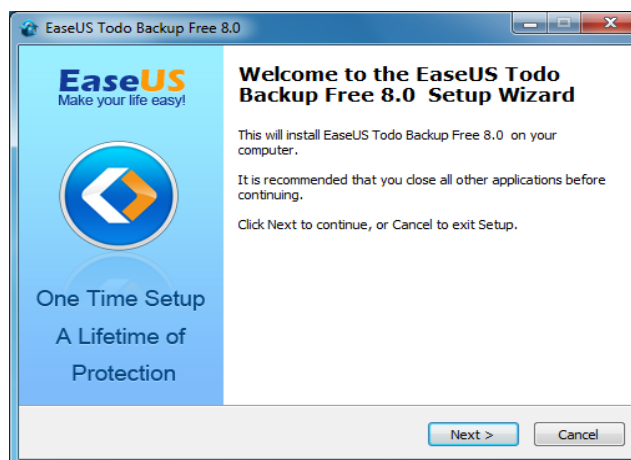 EaseUS Todo Backup Free 8.0
EaseUS
Make your life easy!
One Time Setup
A Lifetime of
Protection
Welcome to the EaseUS Todo
Backup Free 8.0 Setup Wizard
This will install EaseUS Todo Backup Free 8.0 on your
computer.
It is recommended that you close all other applications before
continuing.
Click Next to continue, or Cancel to exit Setup.
Next >
Cancel